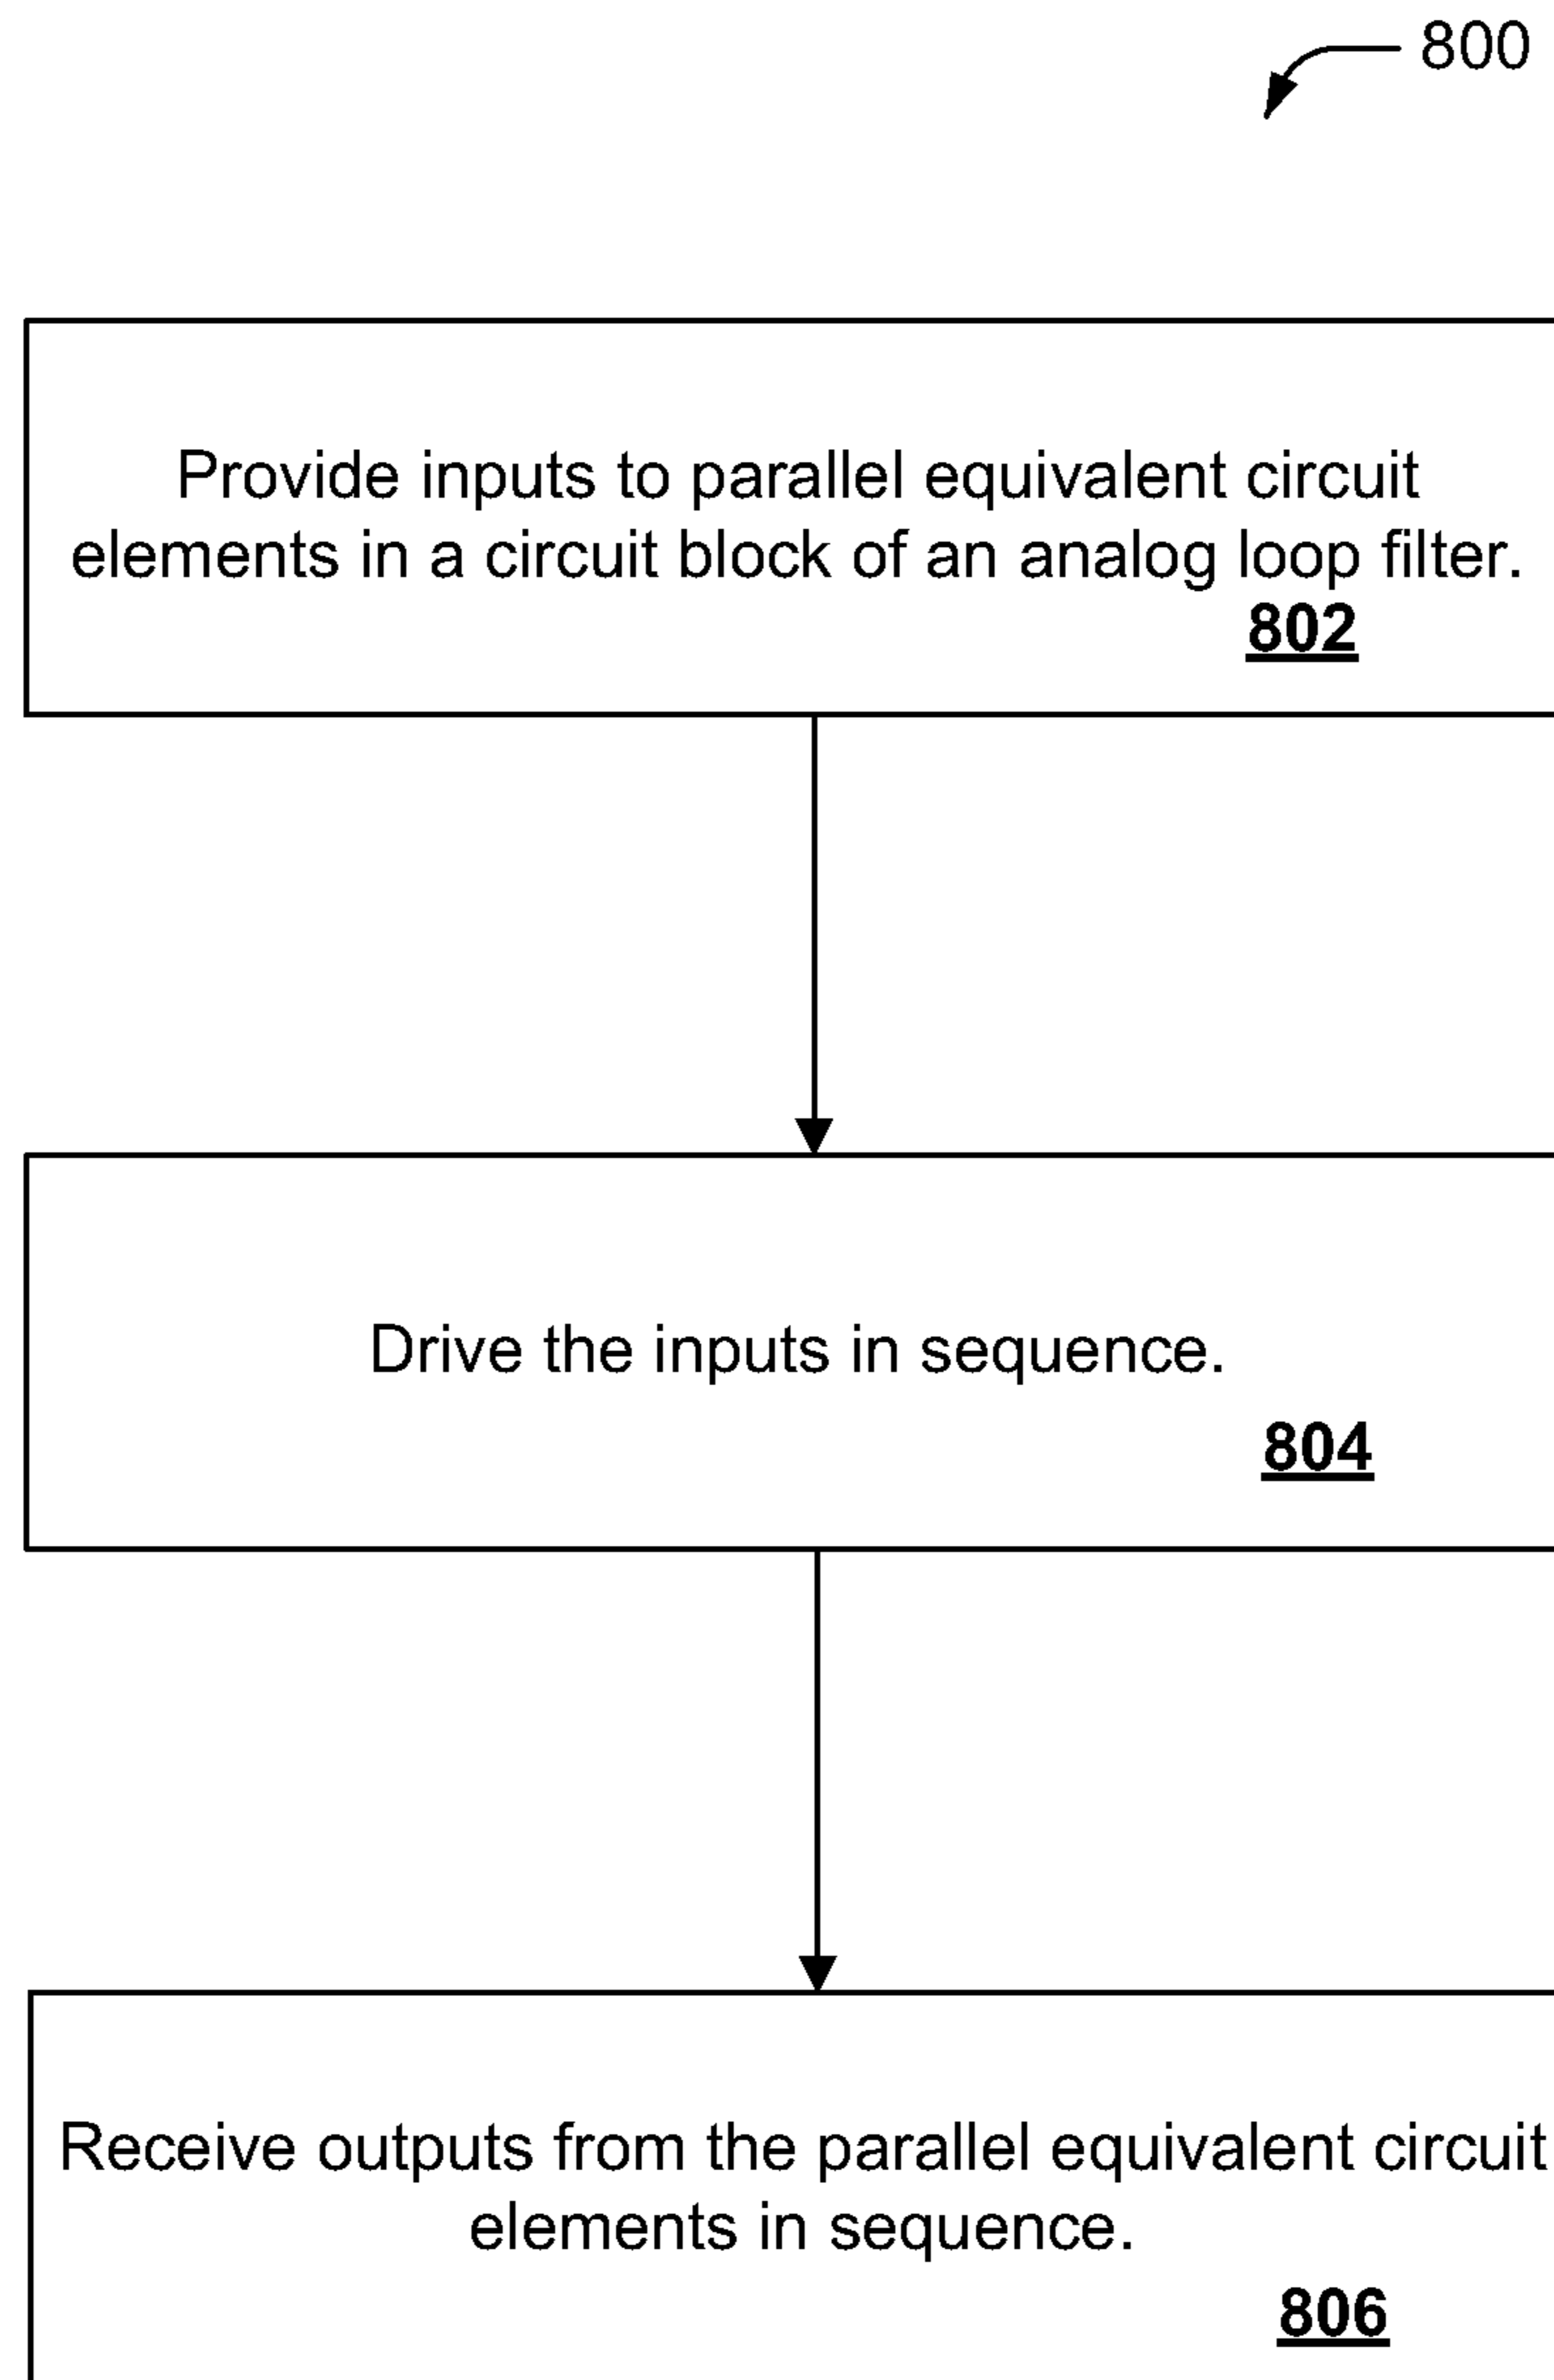 800
Provide inputs to parallel equivalent circuit
elements in a circuit block of an analog loop filter.
802
Drive the inputs in sequence.
804
Receive outputs from the parallel equivalent circuit
elements in sequence.
806